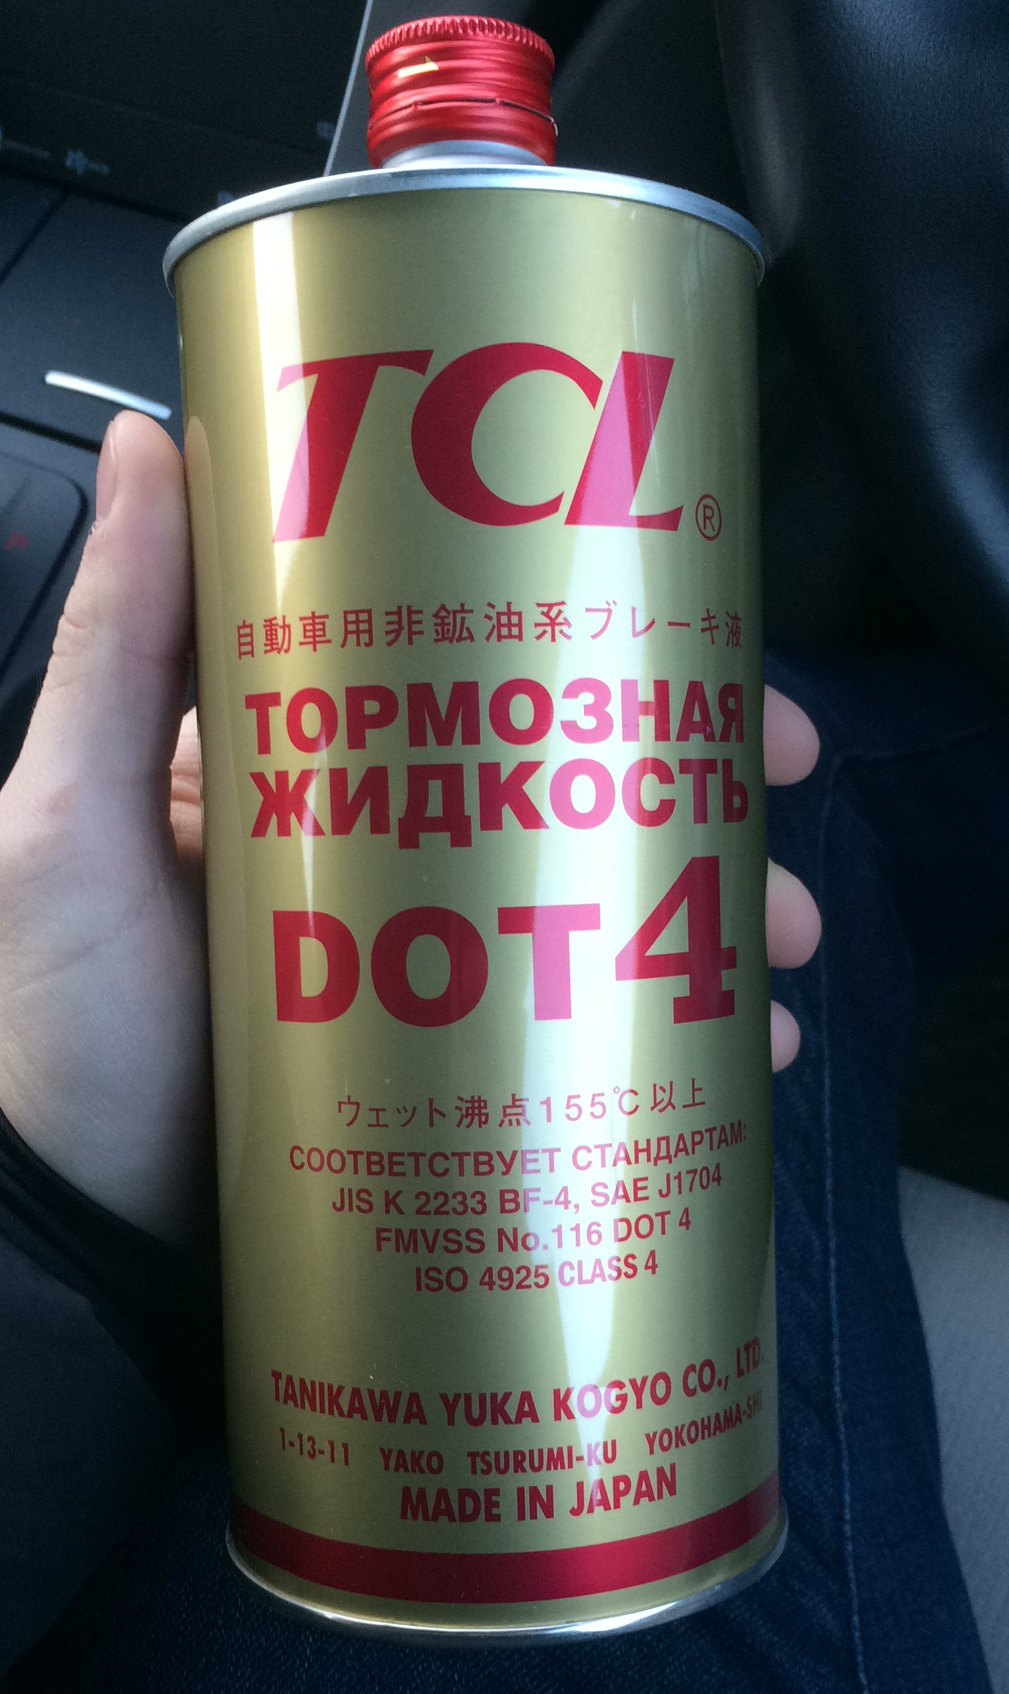 TCL®
自動車用非鉱油系ブレーキ液
ТОРМОЗНАЯ
ЖИДКОСТЬ
DOT4
ウェット沸点155℃以上
СООТВЕТСТВУЕТ СТАНДАРТАМ:
JIS K 2233 BF-4, SAE J1704
FMVSS No.116 DOT 4
ISO 4925 CLASS 4
TANIKAWA YUKA KOGYO CO., LTD.
1-13-11 YAKO TSURUMI-KU YOKOHAMA-SHI
MADE IN JAPAN